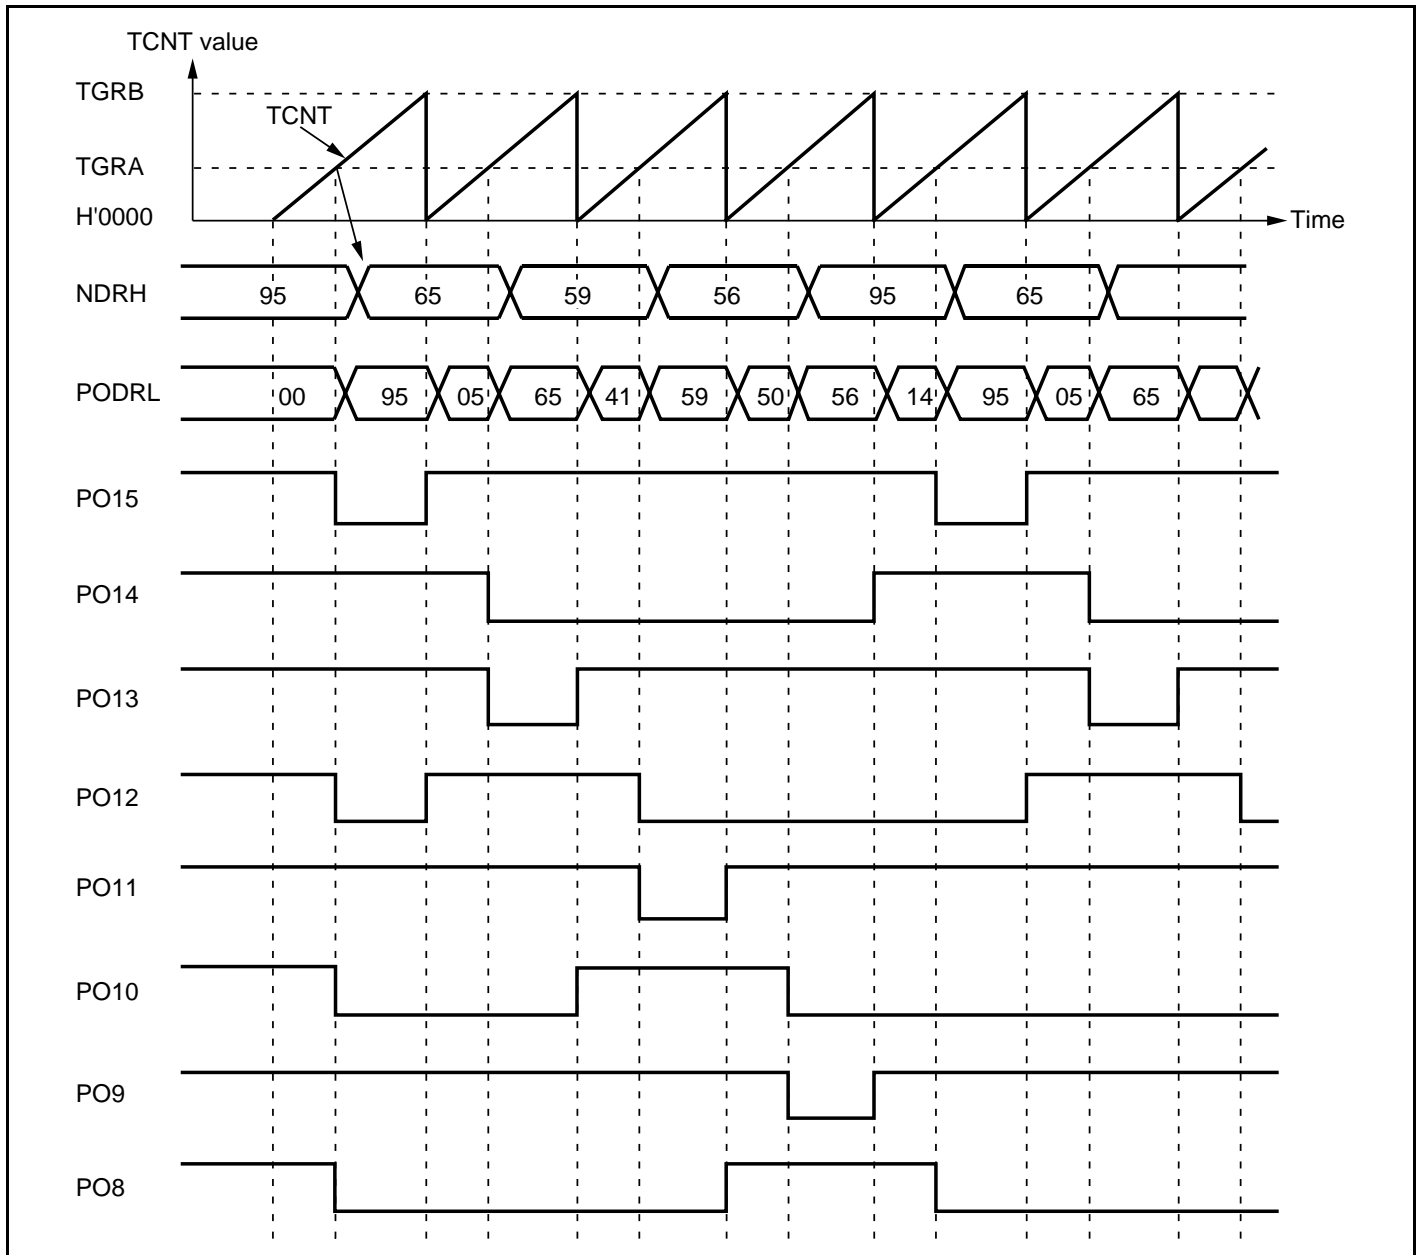 TCNT value
TGRB
TCNT
TGRA
H'0000
Time
NDRH 95 65 59 56 95 65
PODRL 00 95 05 65 41 59 50 56 14 95 05 65
PO15
PO14
PO13
PO12
PO11
PO10
PO9
PO8